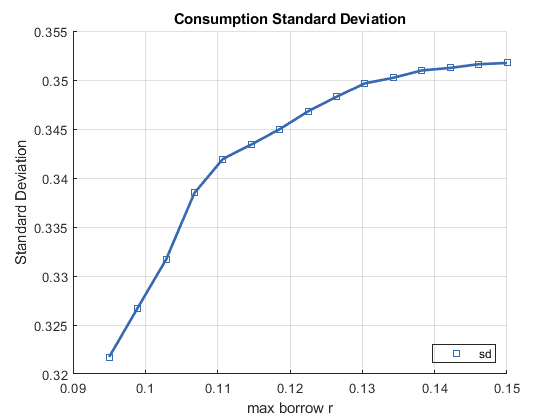 Consumption Standard Deviation
0.355
0.35
0.345
0.34
0.335
0.33
0.325
0.32
Standard Deviation
0.09 0.1 0.11 0.12 0.13 0.14 0.15
max borrow r
sd